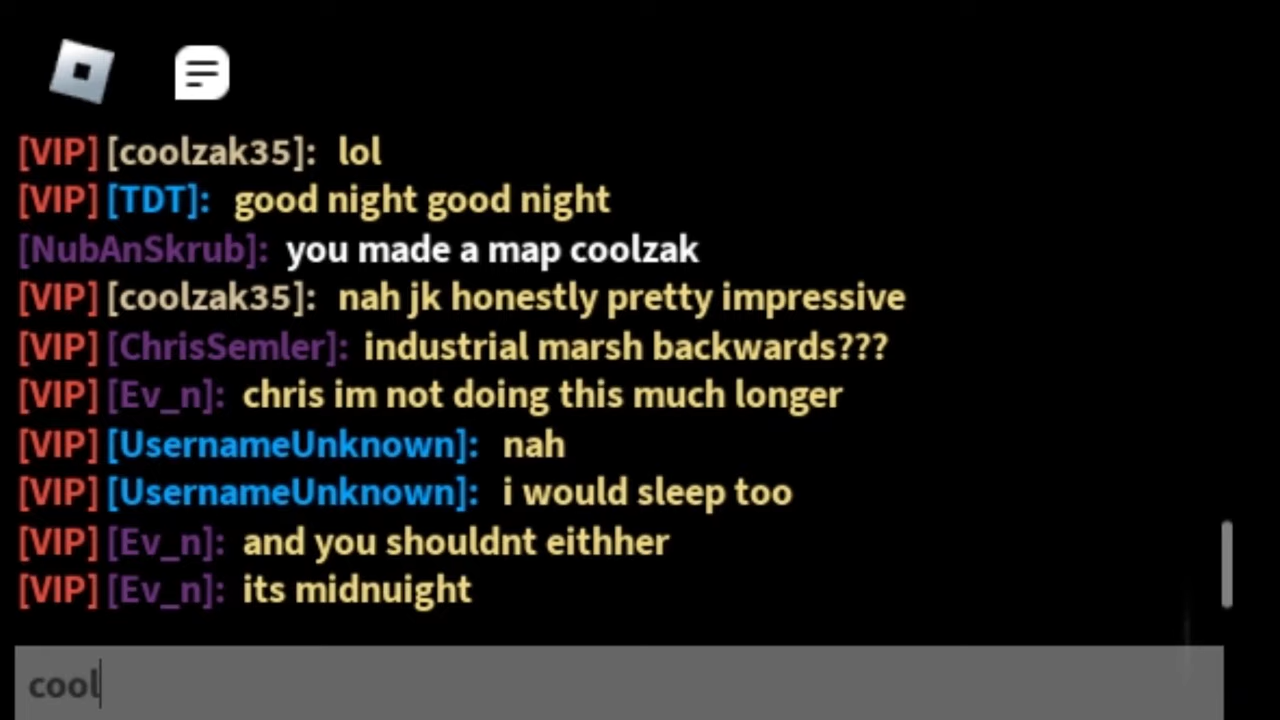 [VIP] [coolzak35]: lol
[VIP] [TDT]: good night good night
[NubAnSkrub]: you made a map coolzak
[VIP] [coolzak35]: nah jk honestly pretty impressive
[VIP] [ChrisSemler]: industrial marsh backwards???
[VIP] [Ev_n]: chris im not doing this much longer
[VIP] [UsernameUnknown]: nah
[VIP] [UsernameUnknown]: i would sleep too
[VIP] [Ev_n]: and you shouldnt eithher
[VIP] [Ev_n]: its midnuight
cool